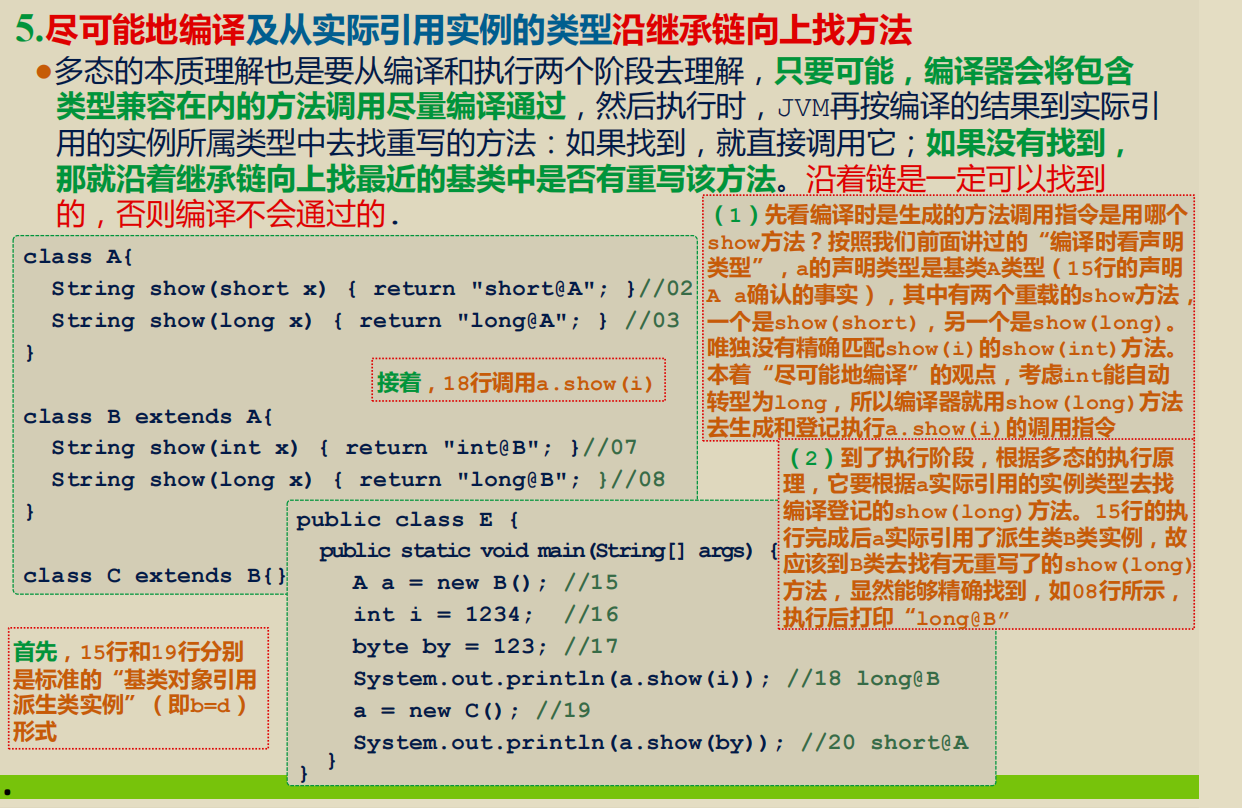 5.尽可能地编译及从实际引用实例的类型沿继承链向上找方法
●多态的本质理解也是要从编译和执行两个阶段去理解，只要可能，编译器会将包含
类型兼容在内的方法调用尽量编译通过，然后执行时，JVM再按编译的结果到实际引
用的实例所属类型中去找重写的方法：如果找到，就直接调用它；如果没有找到，
那就沿着继承链向上找最近的基类中是否有重写该方法。沿着链是一定可以找到
的，否则编译不会通过的．
class A{
String show(short x) { return "short@A"; }//02
String show(long x) { return "long@A"; } //03
}
class B extends A{
String show(int x) { return "int@B"; }//07
String show(long x) { return "long@B"; }//08
}
class C extends B{}
接着，18行调用a.show(i)
（1）先看编译时是生成的方法调用指令是用哪个
show方法？按照我们前面讲过的“编译时看声明
类型”，a的声明类型是基类A类型（15行的声明
A a确认的事实），其中有两个重载的show方法，
一个是show(short)，另一个是show(long)。
唯独没有精确匹配show(i)的show(int)方法。
本着“尽可能地编译”的观点，考虑int能自动
转型为long，所以编译器就用show(long)方法
去生成和登记执行a.show(i)的调用指令
（2）到了执行阶段，根据多态的执行原
理，它要根据a实际引用的实例类型去找
编译登记的show(long)方法。15行的执
行完成后a实际引用了派生类B类实例，故
应该到B类去找有无重写了的show(long)
方法，显然能够精确找到，如08行所示，
执行后打印“long@B”
public class E {
public static void main(String[] args) {
A a = new B(); //15
int i = 1234; //16
byte by = 123; //17
System.out.println(a.show(i)); //18 long@B
a = new C(); //19
System.out.println(a.show(by)); //20 short@A
}
}
首先，15行和19行分别
是标准的“基类对象引用
派生类实例”（即b=d）
形式